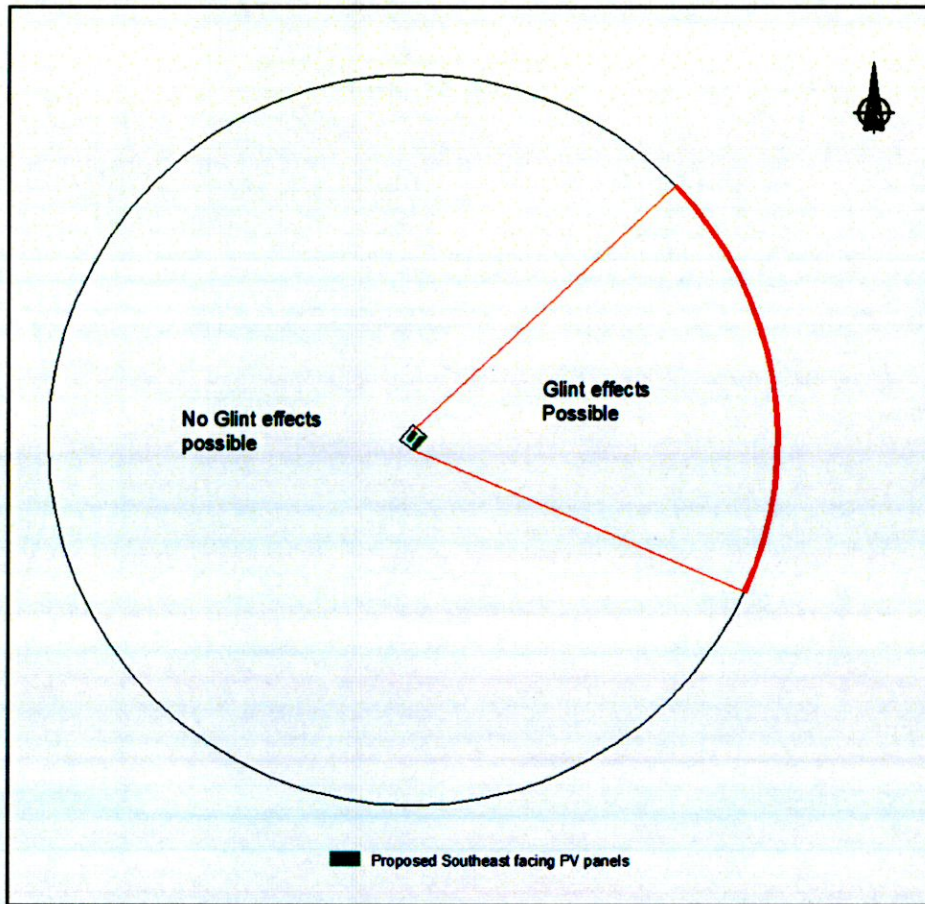 Glint effects
Possible
No Glint effects
possible
Proposed Southeast facing PV panels